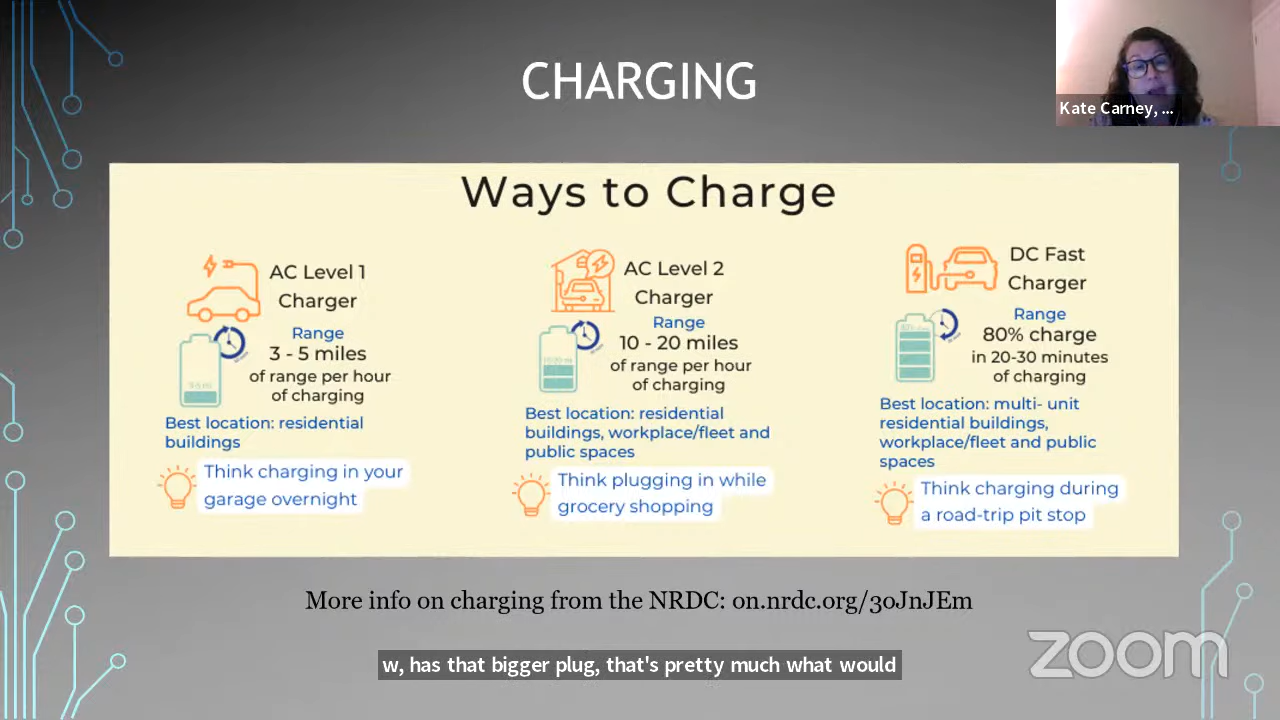 CHARGING
Kate Carney, ...
Ways to Charge
AC Level 1
Charger
Range
3 - 5 miles
of range per hour
of charging
Best location: residential
buildings
Think charging in your
garage overnight
AC Level 2
Charger
Range
10 - 20 miles
of range per hour
of charging
Best location: residential
buildings, workplace/fleet and
public spaces
Think plugging in while
grocery shopping
DC Fast
Charger
Range
80% charge
in 20-30 minutes
of charging
Best location: multi- unit
residential buildings,
workplace/fleet and public
spaces
Think charging during
a road-trip pit stop
More info on charging from the NRDC: on.nrdc.org/3oJnJEm
w, has that bigger plug, that's pretty much what would
zoom